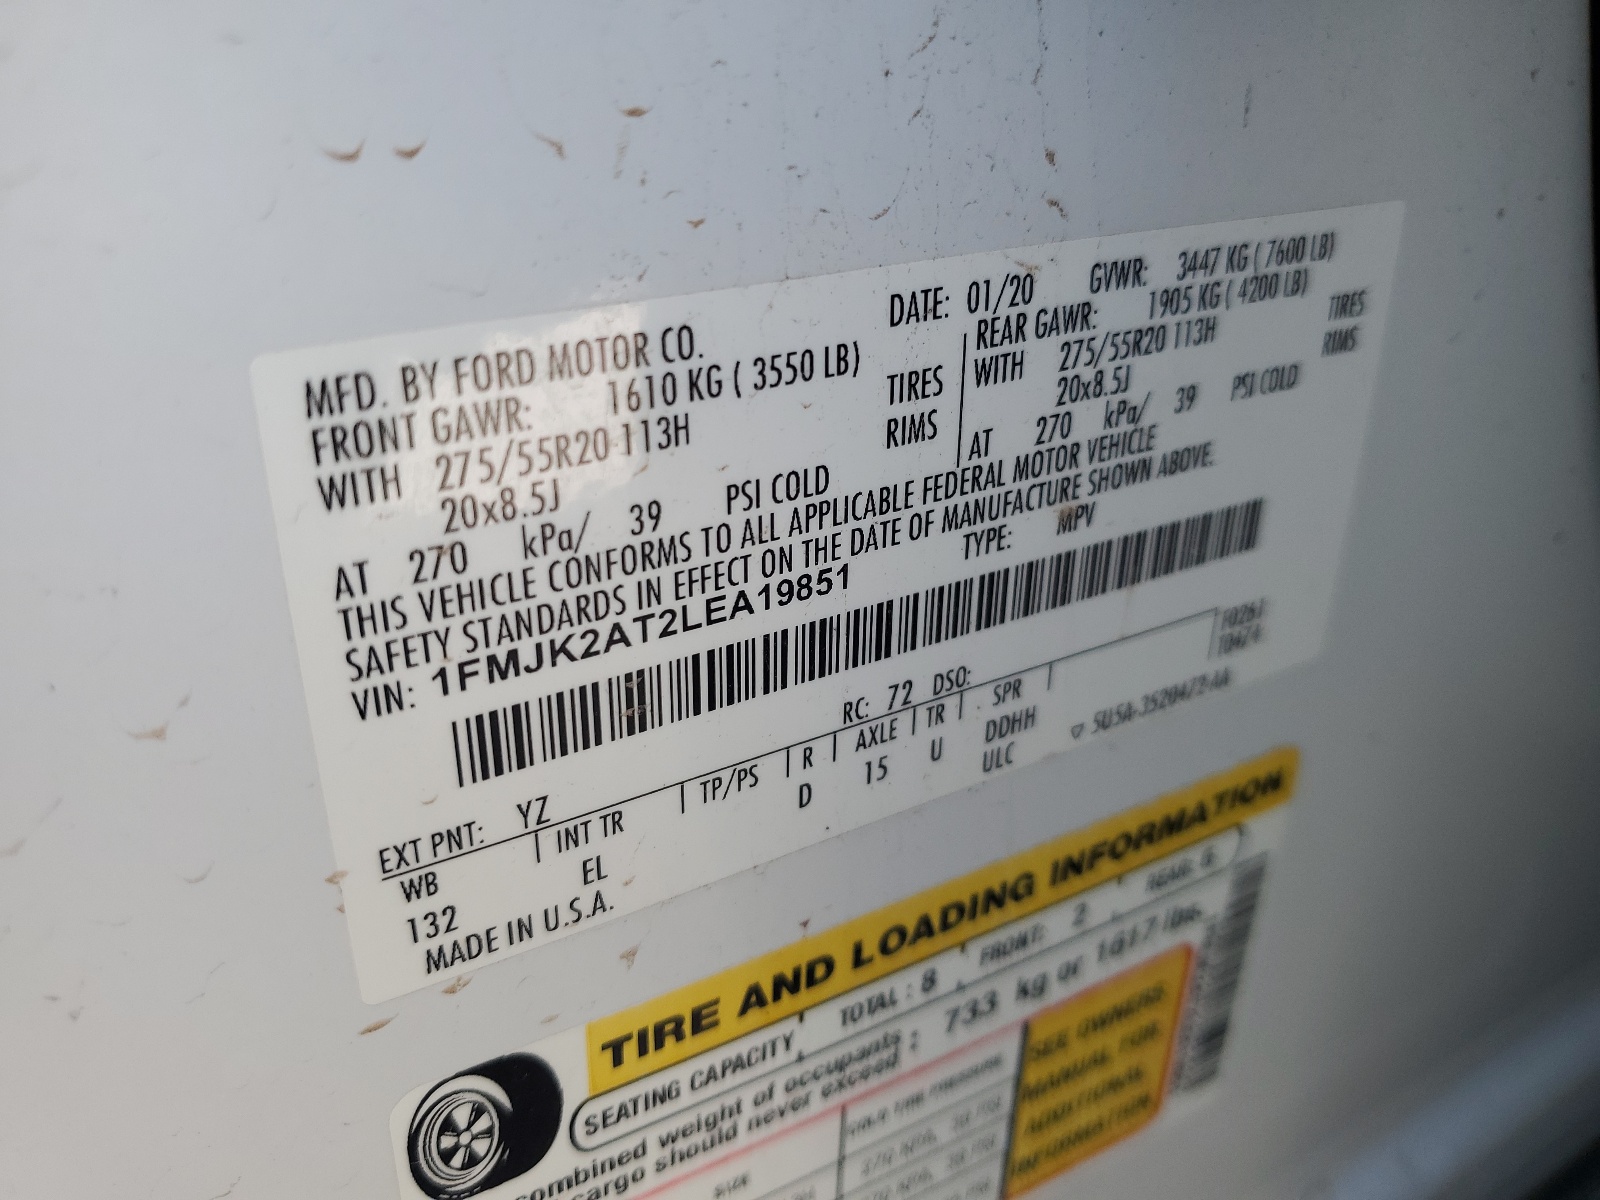 MFD. BY FORD MOTOR CO. DATE: 01/20 GVWR: 3447 KG ( 7600 LB)
FRONT GAWR: 1610 KG ( 3550 LB) REAR GAWR: 1905 KG ( 4200 LB)
WITH 275/55R20 113H TIRES WITH 275/55R20 113H TIRES
20x8.5J RIMS 20x8.5J RIMS
AT 270 kPa/ 39 PSI COLD AT 270 kPa/ 39 PSI COLD
THIS VEHICLE CONFORMS TO ALL APPLICABLE FEDERAL MOTOR VEHICLE
SAFETY STANDARDS IN EFFECT ON THE DATE OF MANUFACTURE SHOWN ABOVE.
VIN: 1FMJK2AT2LEA19851 TYPE: MPV
EXT PNT: YZ RC: 72 DSO:
WB INT TR TP/PS R AXLE TR SPR
132 EL D 15 U DDHH
ULC
MADE IN U.S.A.
TIRE AND LOADING INFORMATION
SEATING CAPACITY TOTAL : 8 FRONT: 2
combined weight of occupants : 733 kg or 1617 lbs.
cargo should never exceed
SEE OWNERS
MANUAL FOR
ADDITIONAL
INFORMATION